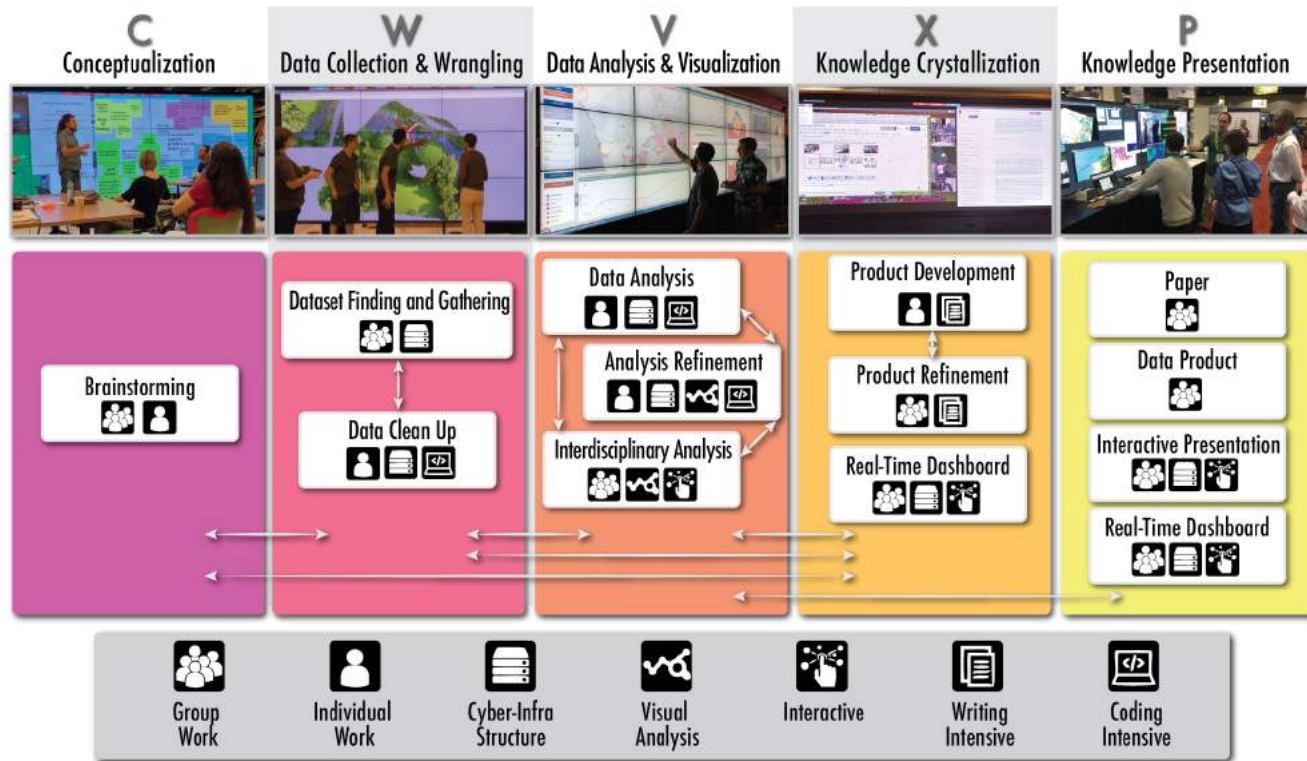 C
Conceptualization
W
Data Collection & Wrangling
V
Data Analysis & Visualization
X
Knowledge Crystallization
P
Knowledge Presentation
Brainstorming
Dataset Finding and Gathering
Data Clean Up
Data Analysis
Analysis Refinement
Interdisciplinary Analysis
Product Development
Product Refinement
Real-Time Dashboard
Paper
Data Product
Interactive Presentation
Real-Time Dashboard
Group
Work
Individual
Work
Cyber-Infra
Structure
Visual
Analysis
Interactive
Writing
Intensive
Coding
Intensive